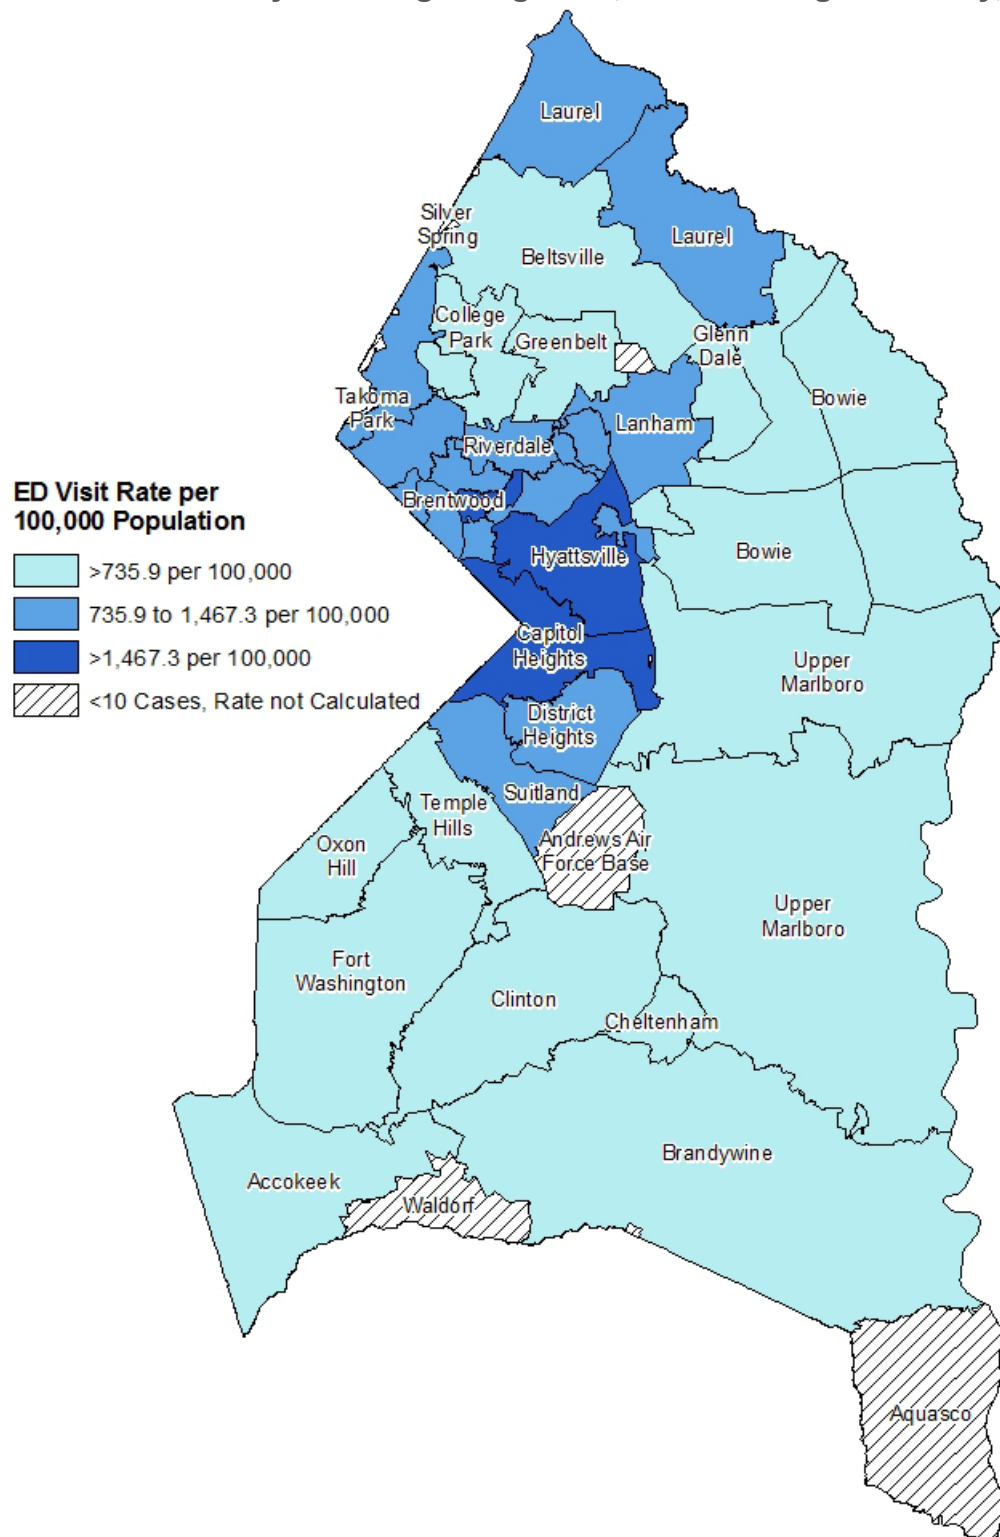 Laurel
Silver
Spring
Laurel
Beltsville
College
Park
Greenbelt
Glenn
Dale
Takoma
Park
Bowie
Lanham
Riverdale
Brentwood
Hyattsville
Bowie
ED Visit Rate per
100,000 Population
>735.9 per 100,000
735.9 to 1,467.3 per 100,000
>1,467.3 per 100,000
<10 Cases, Rate not Calculated
Capitol
Heights
Upper
Marlboro
District
Heights
Suitland
Temple
Hills
Oxon
Hill
Andrews Air
Force Base
Upper
Marlboro
Fort
Washington
Clinton
Cheltenham
Brandywine
Accokeek
Waldorf
Aquasco